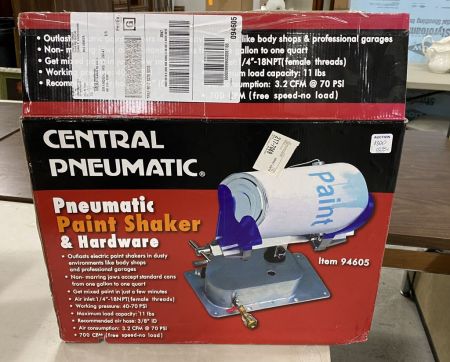 094605
• Outlasts
like body shops & professional garages
• Non-
gallon to one quart
• Get mixed
1/4"-18NPT(female threads)
• Working
load capacity: 11 lbs
• Recom
3.2 CFM @ 70 PSI
• 700 CFM (free speed-no load)
AUCTION
CENTRAL
PNEUMATIC®
Pneumatic
Paint Shaker
& Hardware
• Outlasts electric paint shakers in dusty
environments like body shops
and professional garages
• Non-marring jaws accept standard cans
from one gallon to one quart
• Get mixed paint in just a few minutes
• Air inlet: 1/4"-18NPT(female threads)
• Working pressure: 40-70 PSI
• Maximum load capacity: 11 lbs
• Recommended air hose: 3/8" ID
• Air consumption: 3.2 CFM @ 70 PSI
• 700 CFM (free speed-no load)
Paint
Item 94605